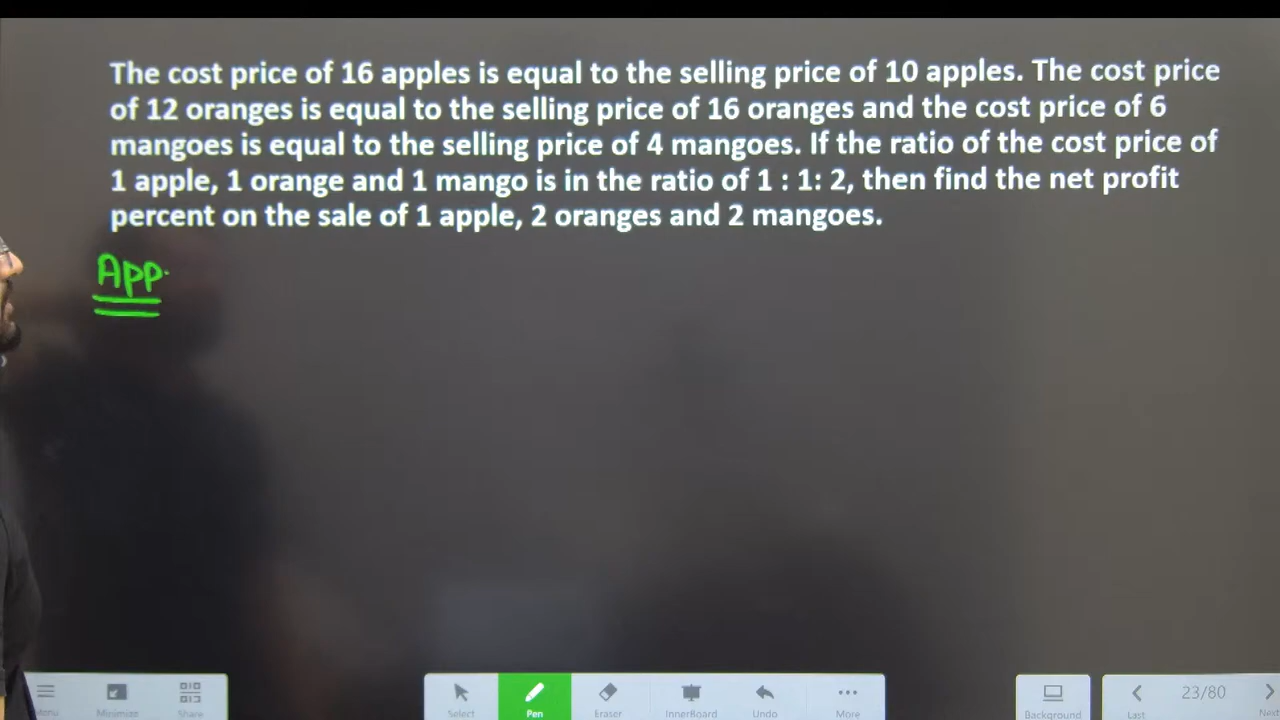 The cost price of 16 apples is equal to the selling price of 10 apples. The cost price
of 12 oranges is equal to the selling price of 16 oranges and the cost price of 6
mangoes is equal to the selling price of 4 mangoes. If the ratio of the cost price of
1 apple, 1 orange and 1 mango is in the ratio of 1 : 1: 2, then find the net profit
percent on the sale of 1 apple, 2 oranges and 2 mangoes.
App.
Minimize
Share
Select
Pen
Eraser
InnerBoard
Undo
More
Background
Last
23/80
Next